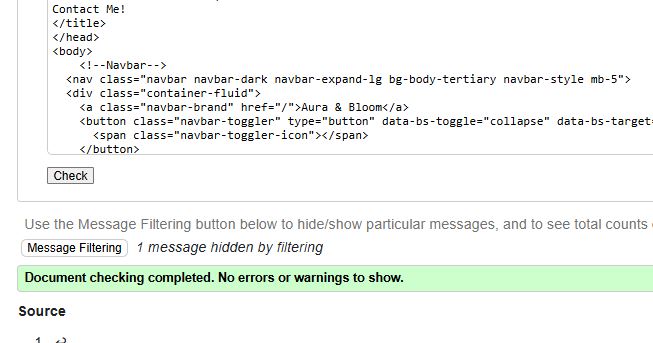 Contact Me!
</title>
</head>
<body>
<!--Navbar-->
<nav class="navbar navbar-dark navbar-expand-lg bg-body-tertiary navbar-style mb-5">
<div class="container-fluid">
<a class="navbar-brand" href="/">Aura & Bloom</a>
<button class="navbar-toggler" type="button" data-bs-toggle="collapse" data-bs-target=
<span class="navbar-toggler-icon"></span>
</button>
Check
Use the Message Filtering button below to hide/show particular messages, and to see total counts
Message Filtering 1 message hidden by filtering
Document checking completed. No errors or warnings to show.
Source
1. ↩